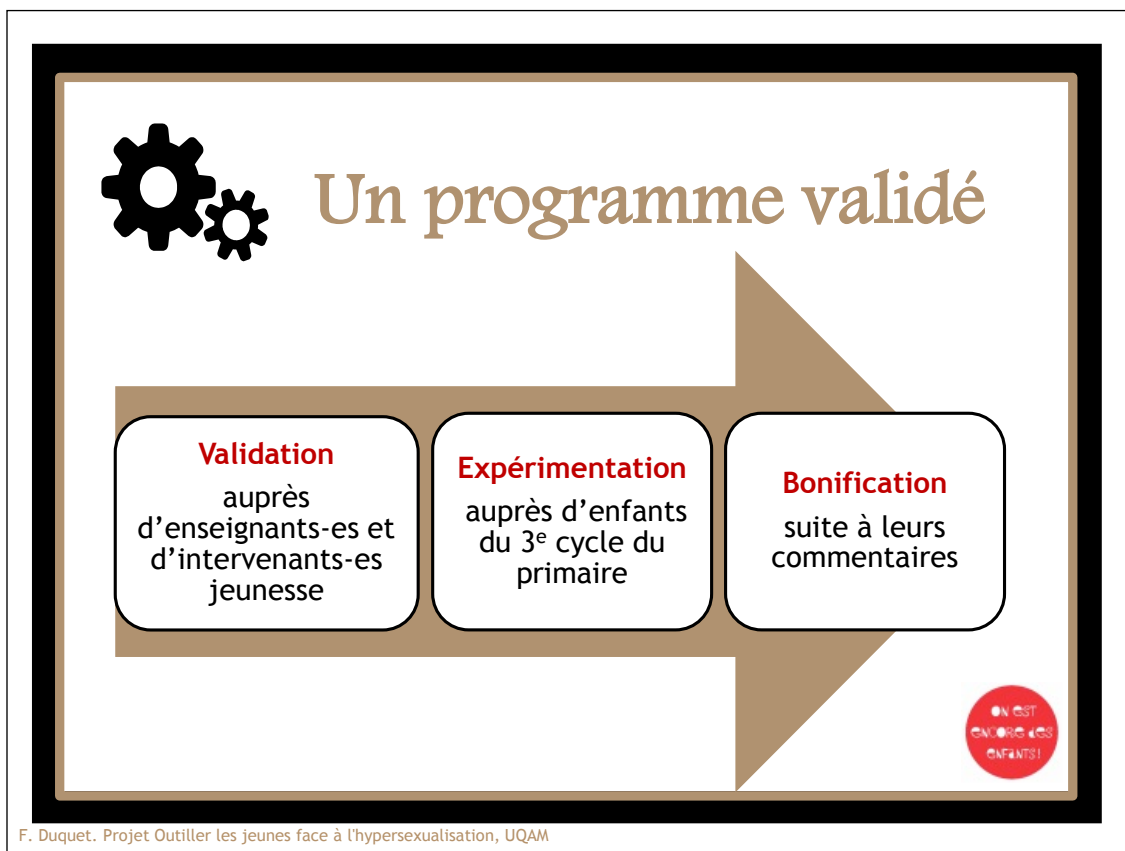 Un programme validé
Validation
auprès
d’enseignants-es et
d’intervenants-es
jeunesse
Expérimentation
auprès d’enfants
du 3e cycle du
primaire
Bonification
suite à leurs
commentaires
ON EST
ENCORE DES
ENFANTS!
F. Duquet. Projet Outiller les jeunes face à l'hypersexualisation, UQAM